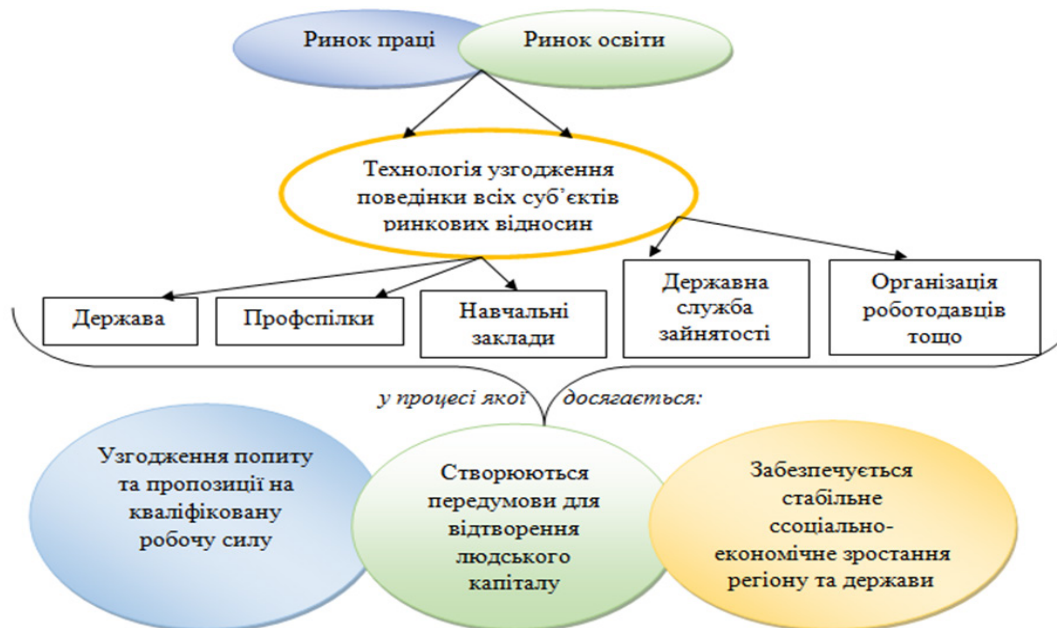 Ринок праці
Ринок освіти
Технологія узгодження
поведінки всіх суб’єктів
ринкових відносин
Держава
Профспілки
Навчальні
заклади
Державна
служба
зайнятості
Організація
роботодавців
тощо
у процесі якої досягається:
Узгодження попиту
та пропозиції на
кваліфіковану
робочу силу
Створюються
передумови для
відтворення
людського
капіталу
Забезпечується
стабільне
ссоціально-
економічне зростання
регіону та держави